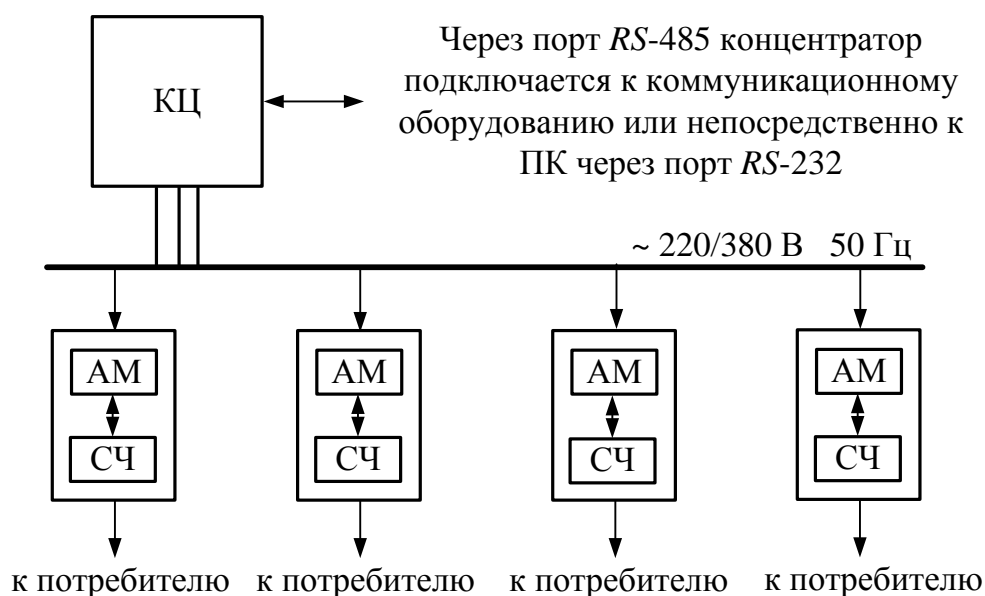 Через порт RS-485 концентратор
подключается к коммуникационному
КЦ
оборудованию или непосредственно к
ПК через порт RS-232
~ 220/380 В 50 Гц
АМ АМ АМ АМ
СЧ СЧ СЧ СЧ
к потребителю к потребителю к потребителю к потребителю